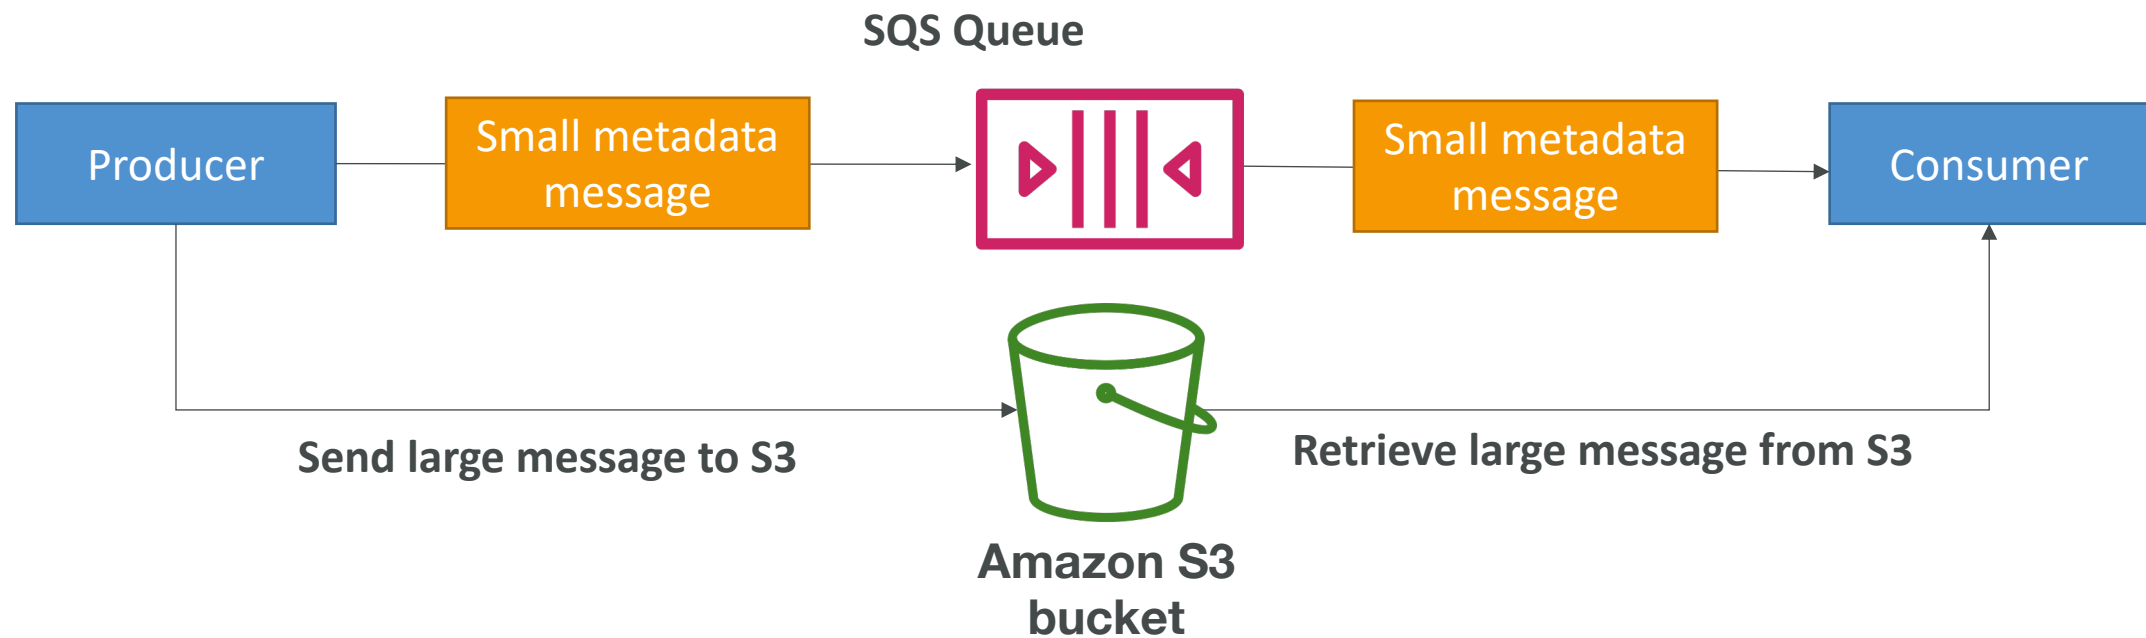 SQS Queue
Producer
Small metadata
message
Small metadata
message
Consumer
Send large message to S3
Retrieve large message from S3
Amazon S3
bucket